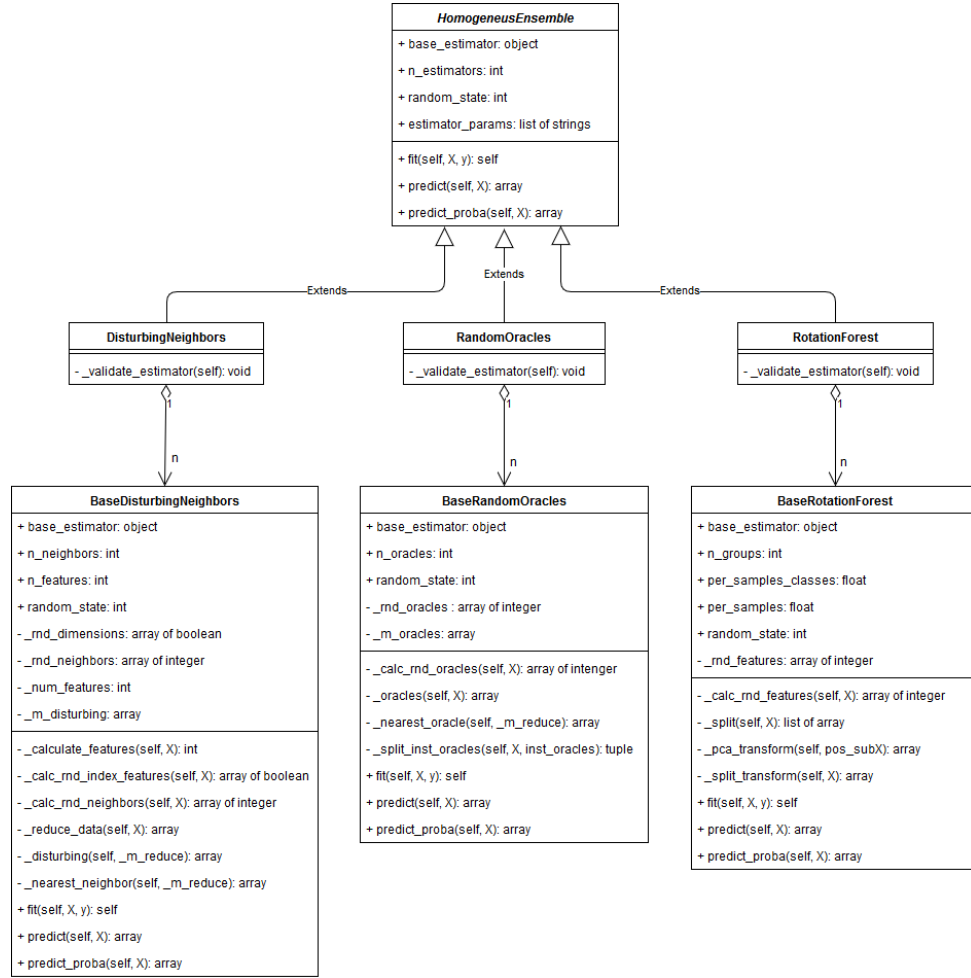 HomogeneusEnsemble
+ base_estimator: object
+ n_estimators: int
+ random_state: int
+ estimator_params: list of strings
+ fit(self, X, y): self
+ predict(self, X): array
+ predict_proba(self, X): array
Extends
Extends
Extends
DisturbingNeighbors
- _validate_estimator(self): void
1
n
RandomOracles
- _validate_estimator(self): void
1
n
RotationForest
- _validate_estimator(self): void
1
n
BaseDisturbingNeighbors
+ base_estimator: object
+ n_neighbors: int
+ n_features: int
+ random_state: int
- _rnd_dimensions: array of boolean
- _rnd_neighbors: array of integer
- _num_features: int
- _m_disturbing: array
- _calculate_features(self, X): int
- _calc_rnd_index_features(self, X): array of boolean
- _calc_rnd_neighbors(self, X): array of integer
- _reduce_data(self, X): array
- _disturbing(self, _m_reduce): array
- _nearest_neighbor(self, _m_reduce): array
+ fit(self, X, y): self
+ predict(self, X): array
+ predict_proba(self, X): array
BaseRandomOracles
+ base_estimator: object
+ n_oracles: int
+ random_state: int
- _rnd_oracles : array of integer
- _m_oracles: array
- _calc_rnd_oracles(self, X): array of intenger
- _oracles(self, X): array
- _nearest_oracle(self, _m_reduce): array
- _split_inst_oracles(self, X, inst_oracles): tuple
+ fit(self, X, y): self
+ predict(self, X): array
+ predict_proba(self, X): array
BaseRotationForest
+ base_estimator: object
+ n_groups: int
+ per_samples_classes: float
+ per_samples: float
+ random_state: int
- _rnd_features: array of integer
- _calc_rnd_features(self, X): array of integer
- _split(self, X): list of array
- _pca_transform(self, pos_subX): array
- _split_transform(self, X): array
+ fit(self, X, y): self
+ predict(self, X): array
+ predict_proba(self, X): array